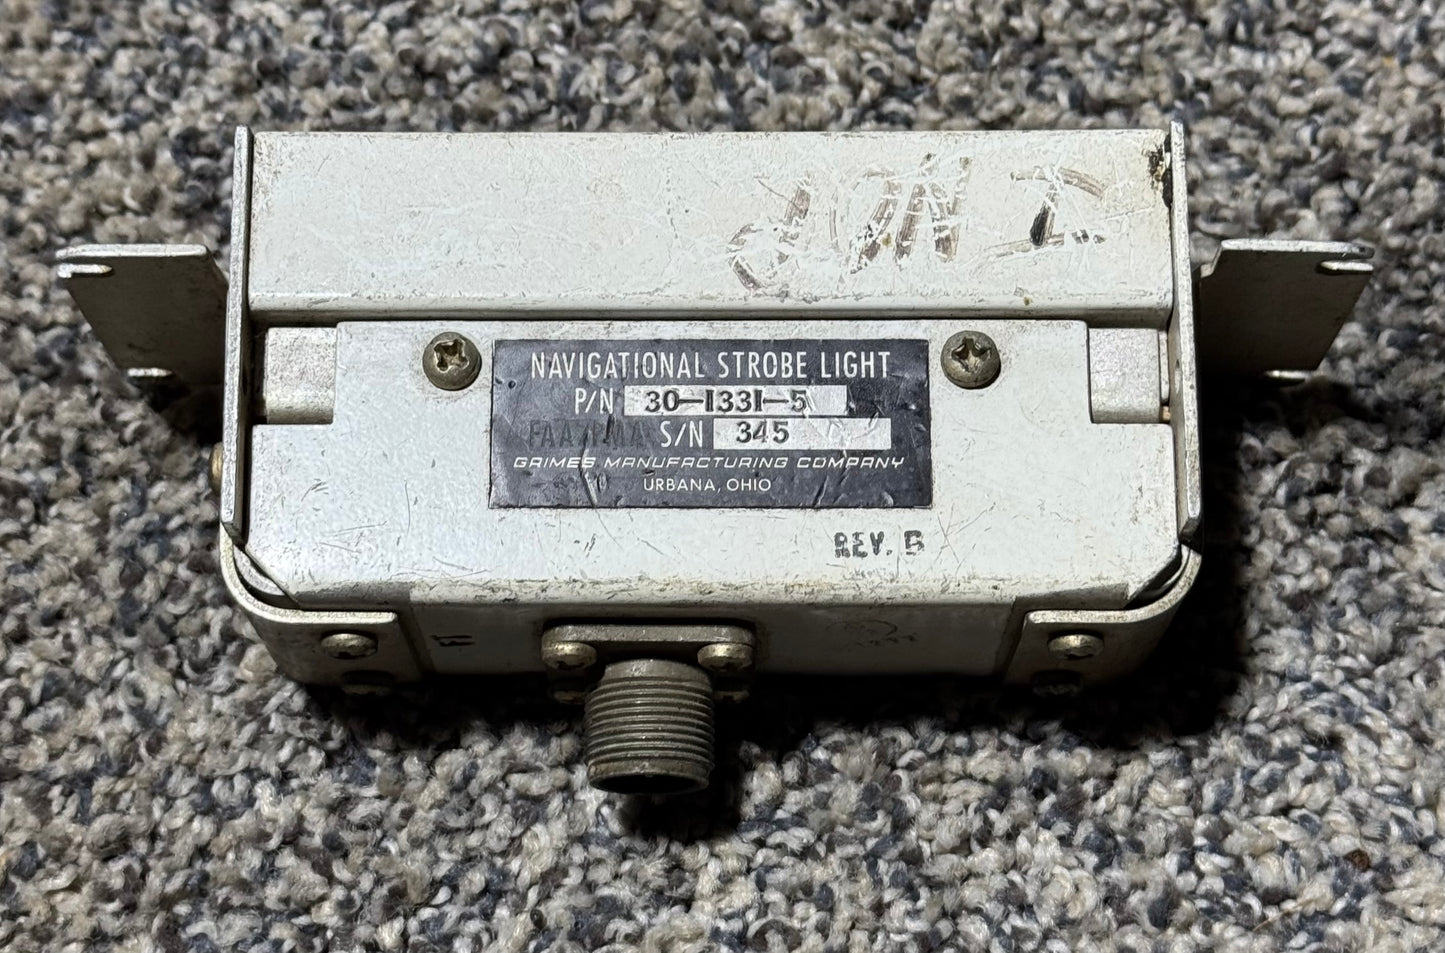 NAVIGATIONAL STROBE LIGHT
P/N 30-1331-5
FAA/PMA S/N 345
GRIMES MANUFACTURING COMPANY
URBANA, OHIO
REV. B